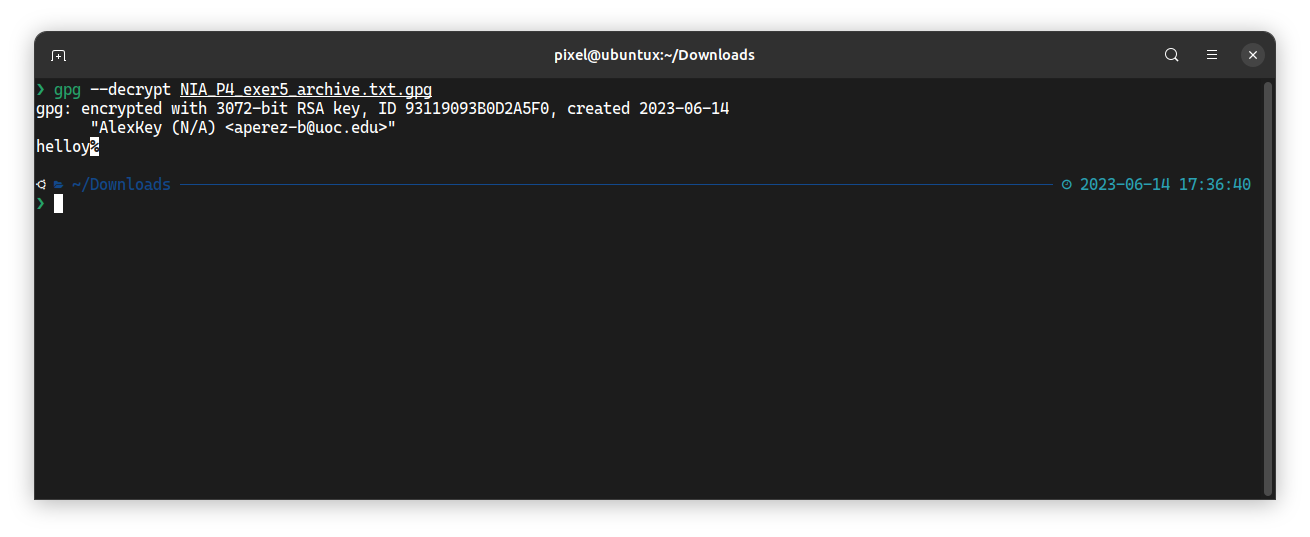 pixel@ubuntux:~/Downloads
❯ gpg --decrypt NIA_P4_exer5_archive.txt.gpg
gpg: encrypted with 3072-bit RSA key, ID 93119093B0D2A5F0, created 2023-06-14
"AlexKey (N/A) <aperez-b@uoc.edu>"
helloy%
~/Downloads 2023-06-14 17:36:40
❯